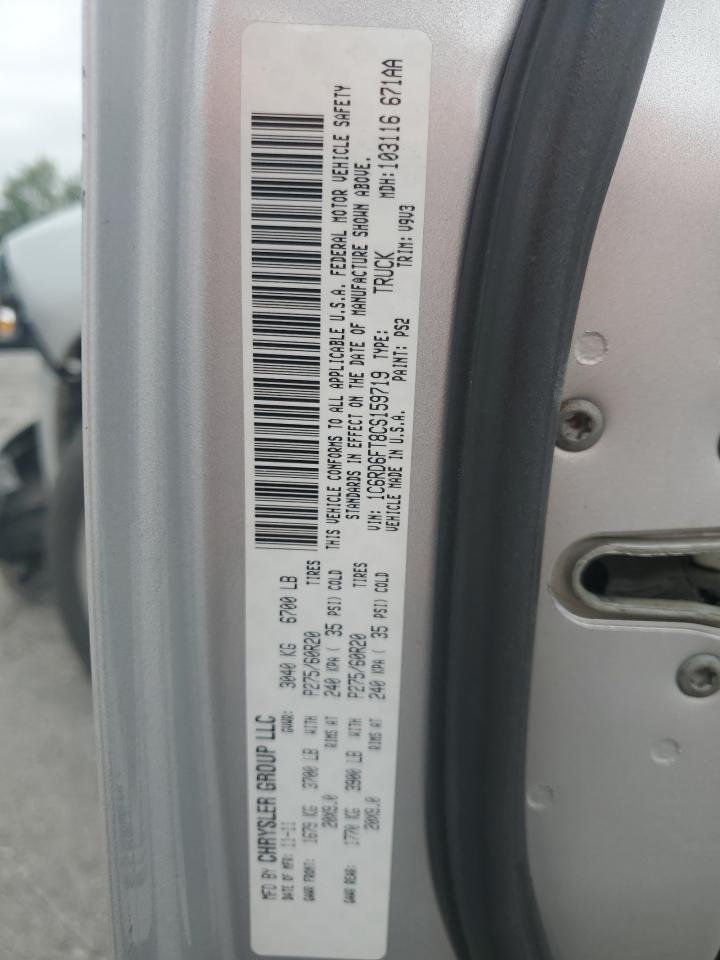 MFD BY CHRYSLER GROUP LLC
DATE OF MFR: 11-11 GVWR: 3040 KG 6700 LB
GAWR FRONT: 1679 KG 3700 LB WITH P275/60R20 TIRES
20X9.0 RIMS AT 240 KPA ( 35 PSI) COLD
GAWR REAR: 1770 KG 3900 LB WITH P275/60R20 TIRES
20X9.0 RIMS AT 240 KPA ( 35 PSI) COLD
THIS VEHICLE CONFORMS TO ALL APPLICABLE U.S.A. FEDERAL MOTOR VEHICLE SAFETY
STANDARDS IN EFFECT ON THE DATE OF MANUFACTURE SHOWN ABOVE.
VIN: 1C6RD6FT8CS159719 TYPE: TRUCK MDH: 103116 671AA
VEHICLE MADE IN U.S.A. PAINT: PS2 TRIM: V9V3